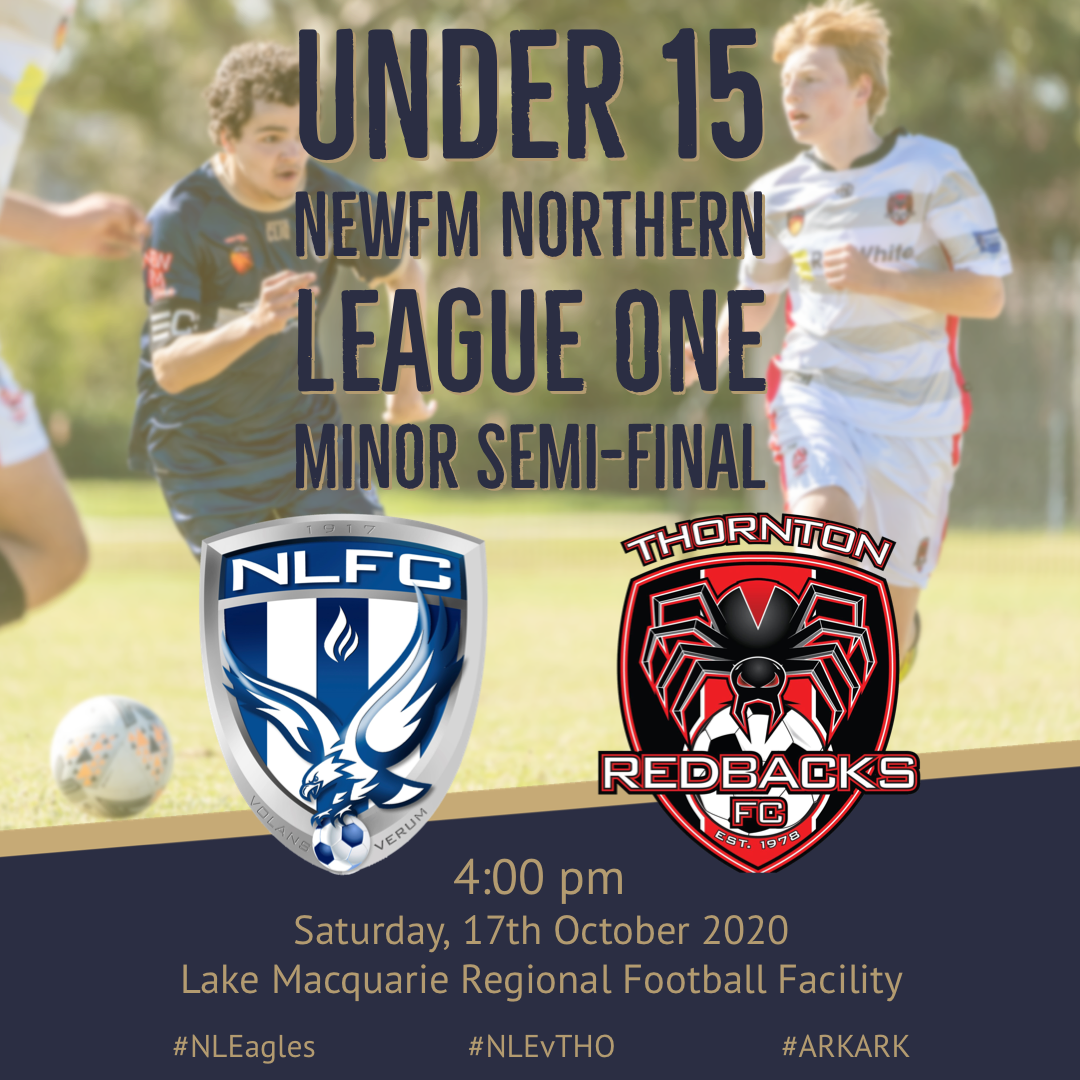 UNDER 15
NEWFM NORTHERN
LEAGUE ONE
MINOR SEMI-FINAL
White
1917
NLFC
VOLANS VERUM
THORNTON
REDBACKS
FC
EST. 1978
4:00 pm
Saturday, 17th October 2020
Lake Macquarie Regional Football Facility
#NLEagles #NLEvTHO #ARKARK